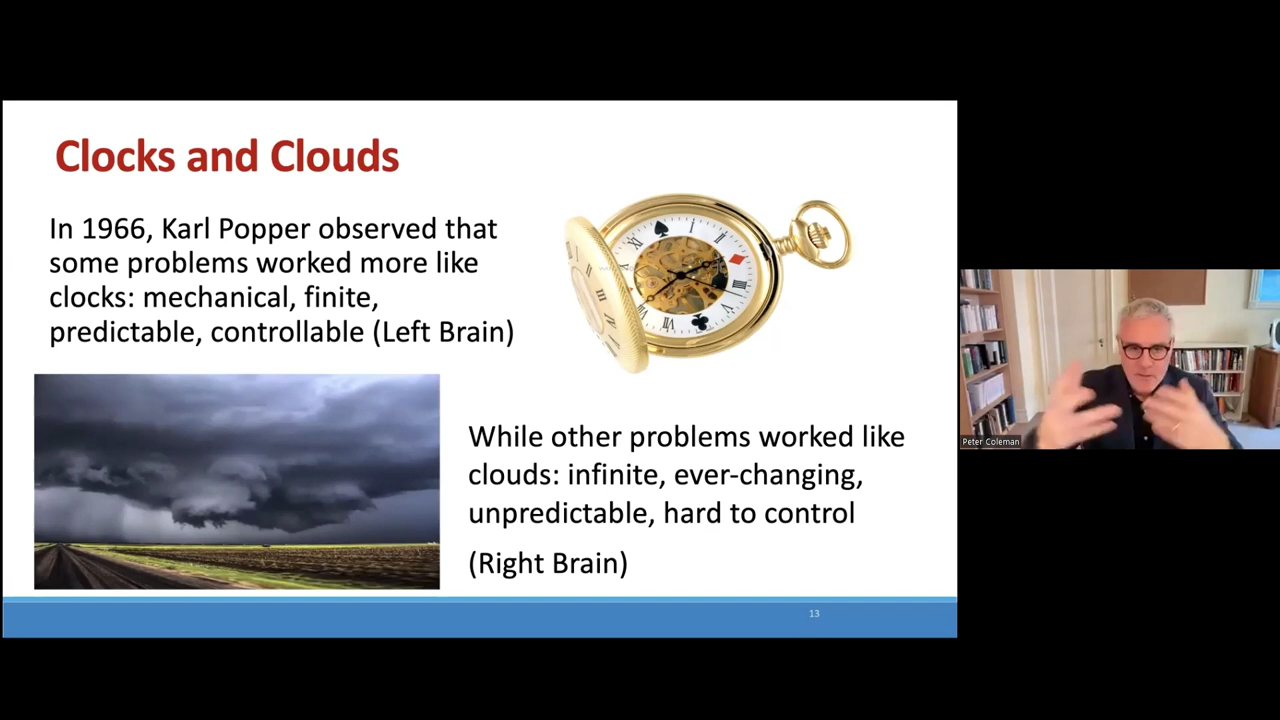 Clocks and Clouds
In 1966, Karl Popper observed that
some problems worked more like
clocks: mechanical, finite,
predictable, controllable (Left Brain)
While other problems worked like
clouds: infinite, ever-changing,
unpredictable, hard to control
(Right Brain)
13
Peter Coleman